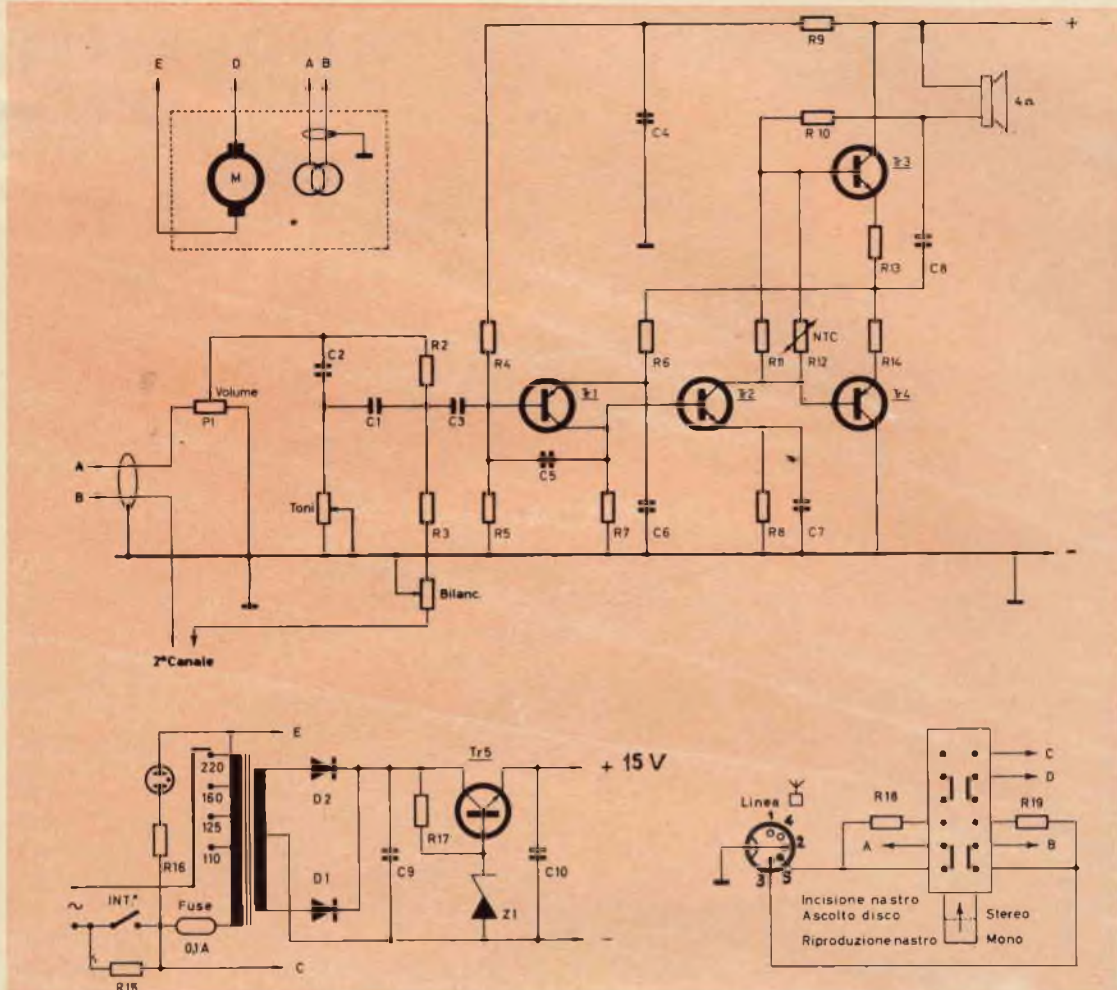 E D A B
M
R9
+
4Ω
C4
R10
Tr3
R13
C8
C2
R2
R4
R6
R11
NTC
R12
R14
Volume
P1
C1
C3
Tr1
Tr2
Tr4
A
B
C5
Toni
R3
R5
R7
C6
R8
C7
-
Bilanc.
2º Canale
E
220
160
125
110
R16
INT.e
Fuse
0,1A
~
R15
C
D2
D1
C9
R17
Tr5
Z1
C10
+ 15 V
-
Linea
1 4
2
3 5
R18
A
C
D
R19
B
Incisione nastro
Ascolto disco
Riproduzione nastro
Stereo
Mono